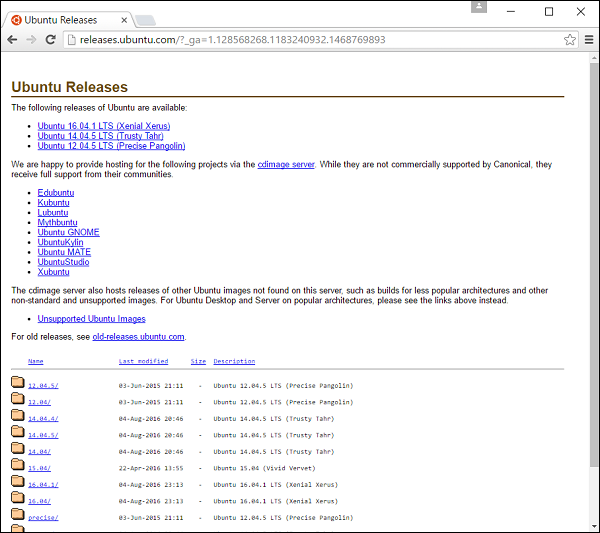 Ubuntu Releases
releases.ubuntu.com/?_ga=1.128568268.1183240932.1468769893
Ubuntu Releases
The following releases of Ubuntu are available:
Ubuntu 16.04.1 LTS (Xenial Xerus)
Ubuntu 14.04.5 LTS (Trusty Tahr)
Ubuntu 12.04.5 LTS (Precise Pangolin)
We are happy to provide hosting for the following projects via the cdimage server. While they are not commercially supported by Canonical, they
receive full support from their communities.
Edubuntu
Kubuntu
Lubuntu
Mythbuntu
Ubuntu GNOME
UbuntuKylin
Ubuntu MATE
UbuntuStudio
Xubuntu
The cdimage server also hosts releases of other Ubuntu images not found on this server, such as builds for less popular architectures and other
non-standard and unsupported images. For Ubuntu Desktop and Server on popular architectures, please see the links above instead.
Unsupported Ubuntu Images
For old releases, see old-releases.ubuntu.com.
Name Last modified Size Description
12.04.5/ 03-Jun-2015 21:11 - Ubuntu 12.04.5 LTS (Precise Pangolin)
12.04/ 03-Jun-2015 21:11 - Ubuntu 12.04.5 LTS (Precise Pangolin)
14.04.4/ 04-Aug-2016 20:46 - Ubuntu 14.04.5 LTS (Trusty Tahr)
14.04.5/ 04-Aug-2016 20:46 - Ubuntu 14.04.5 LTS (Trusty Tahr)
14.04/ 04-Aug-2016 20:46 - Ubuntu 14.04.5 LTS (Trusty Tahr)
15.04/ 22-Apr-2016 13:55 - Ubuntu 15.04 (Vivid Vervet)
16.04.1/ 04-Aug-2016 23:13 - Ubuntu 16.04.1 LTS (Xenial Xerus)
16.04/ 04-Aug-2016 23:13 - Ubuntu 16.04.1 LTS (Xenial Xerus)
precise/ 03-Jun-2015 21:11 - Ubuntu 12.04.5 LTS (Precise Pangolin)